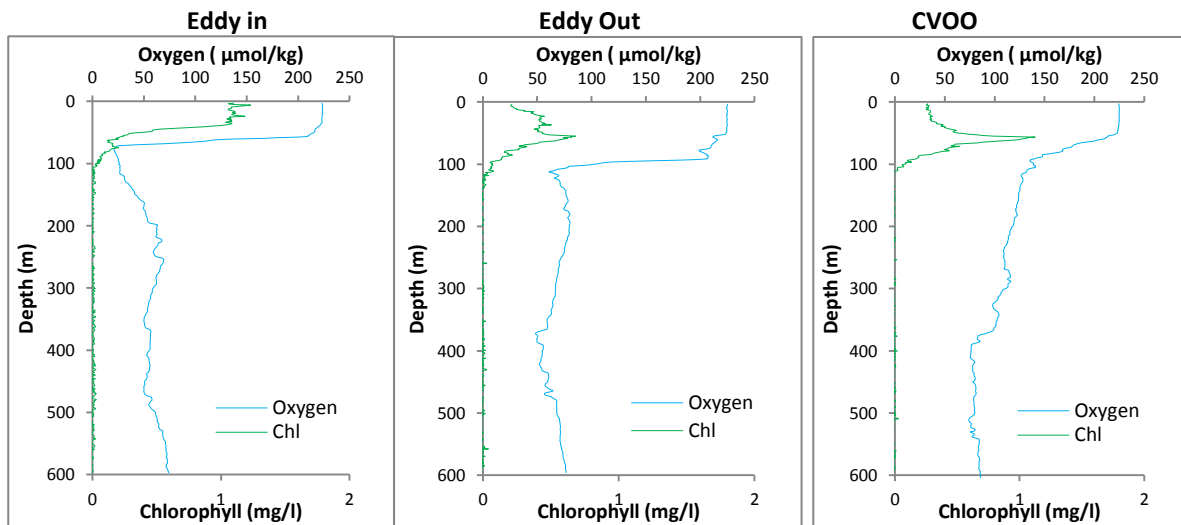 Eddy in
Oxygen ( µmol/kg)
0 50 100 150 200 250
0
100
200
300
400
500
600
Depth (m)
Oxygen
Chl
0 1 2
Chlorophyll (mg/l)
Eddy Out
Oxygen ( µmol/kg)
0 50 100 150 200 250
0
100
200
300
400
500
600
Depth (m)
Oxygen
Chl
0 1 2
Chlorophyll (mg/l)
CVOO
Oxygen ( µmol/kg)
0 50 100 150 200 250
0
100
200
300
400
500
600
Depth (m)
Oxygen
Chl
0 1 2
Chlorophyll (mg/l)